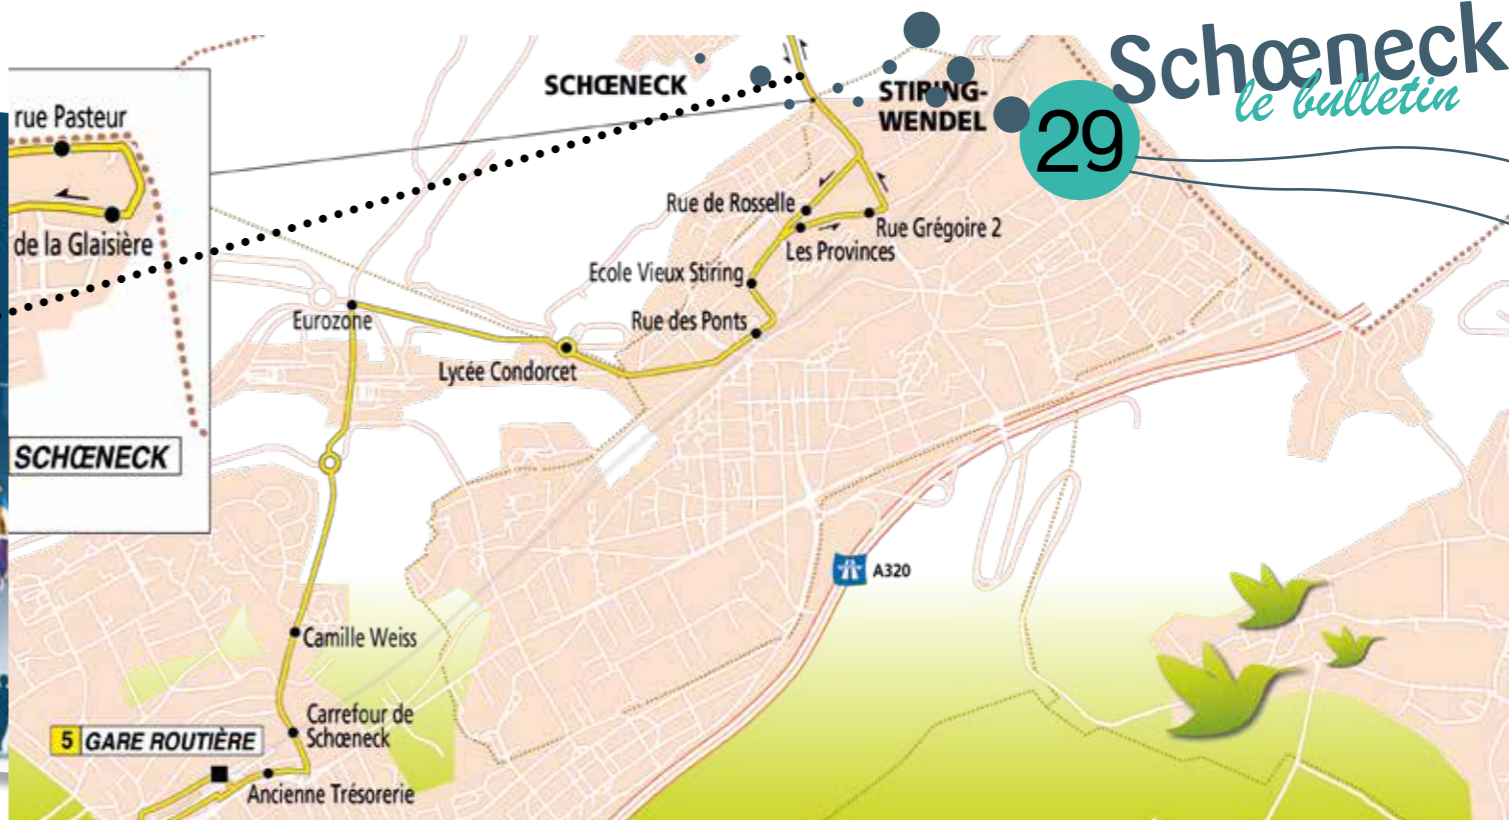 Schœneck
le bulletin
29
rue Pasteur
de la Glaisière
SCHŒNECK
SCHŒNECK
STIRING-
WENDEL
Rue de Rosselle
Rue Grégoire 2
Les Provinces
Ecole Vieux Stiring
Rue des Ponts
Eurozone
Lycée Condorcet
A320
Camille Weiss
Carrefour de
Schœneck
5 GARE ROUTIÈRE
Ancienne Trésorerie